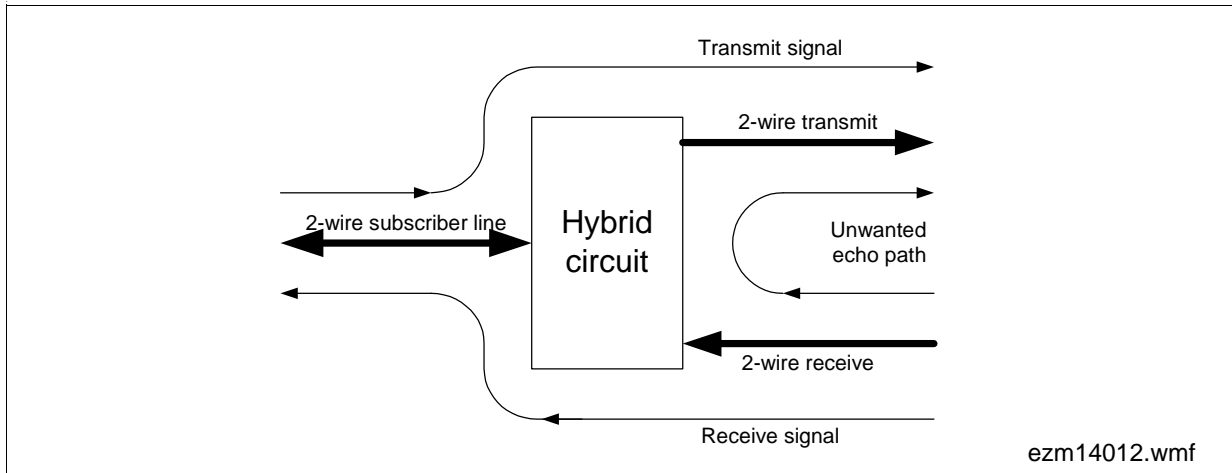 Transmit signal
2-wire transmit
2-wire subscriber line
Hybrid
circuit
Unwanted
echo path
2-wire receive
Receive signal
ezm14012.wmf